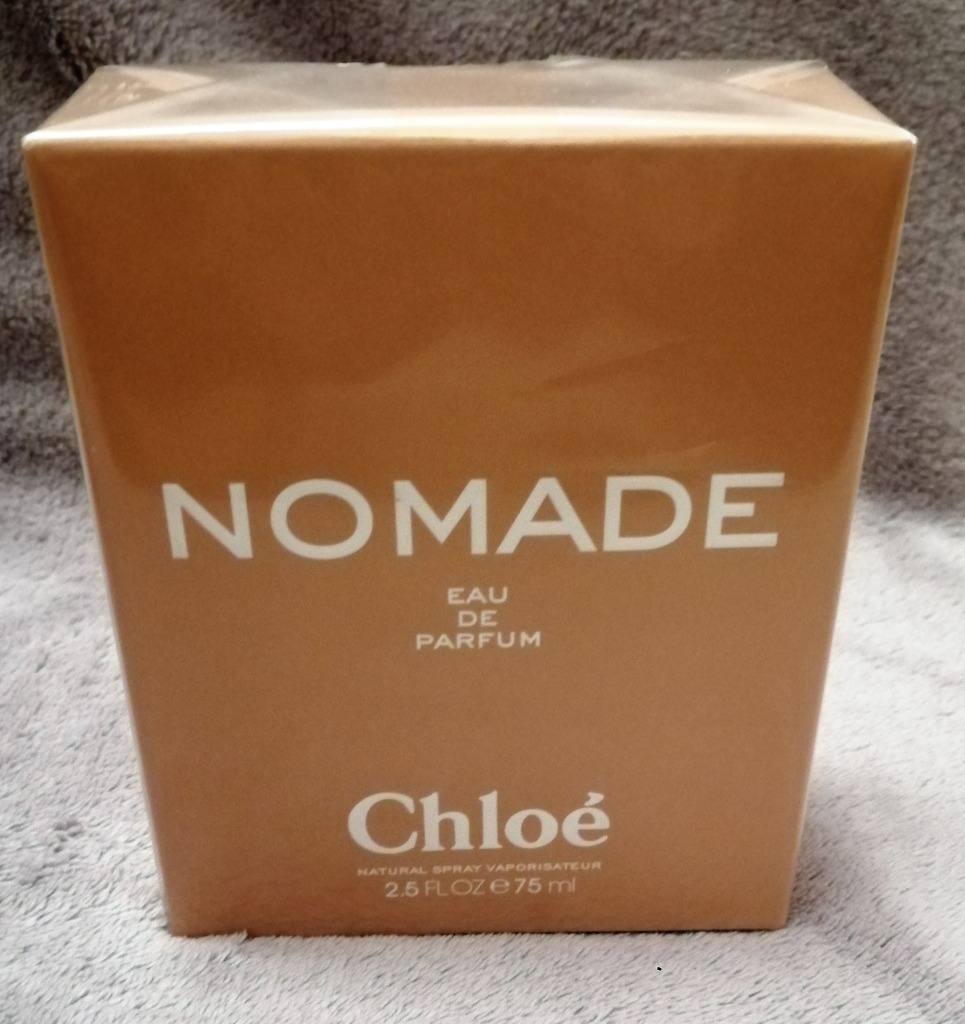 NOMADE
EAU
DE
PARFUM
Chloé
NATURAL SPRAY VAPORISATEUR
2.5 FL OZ ℮ 75 ml